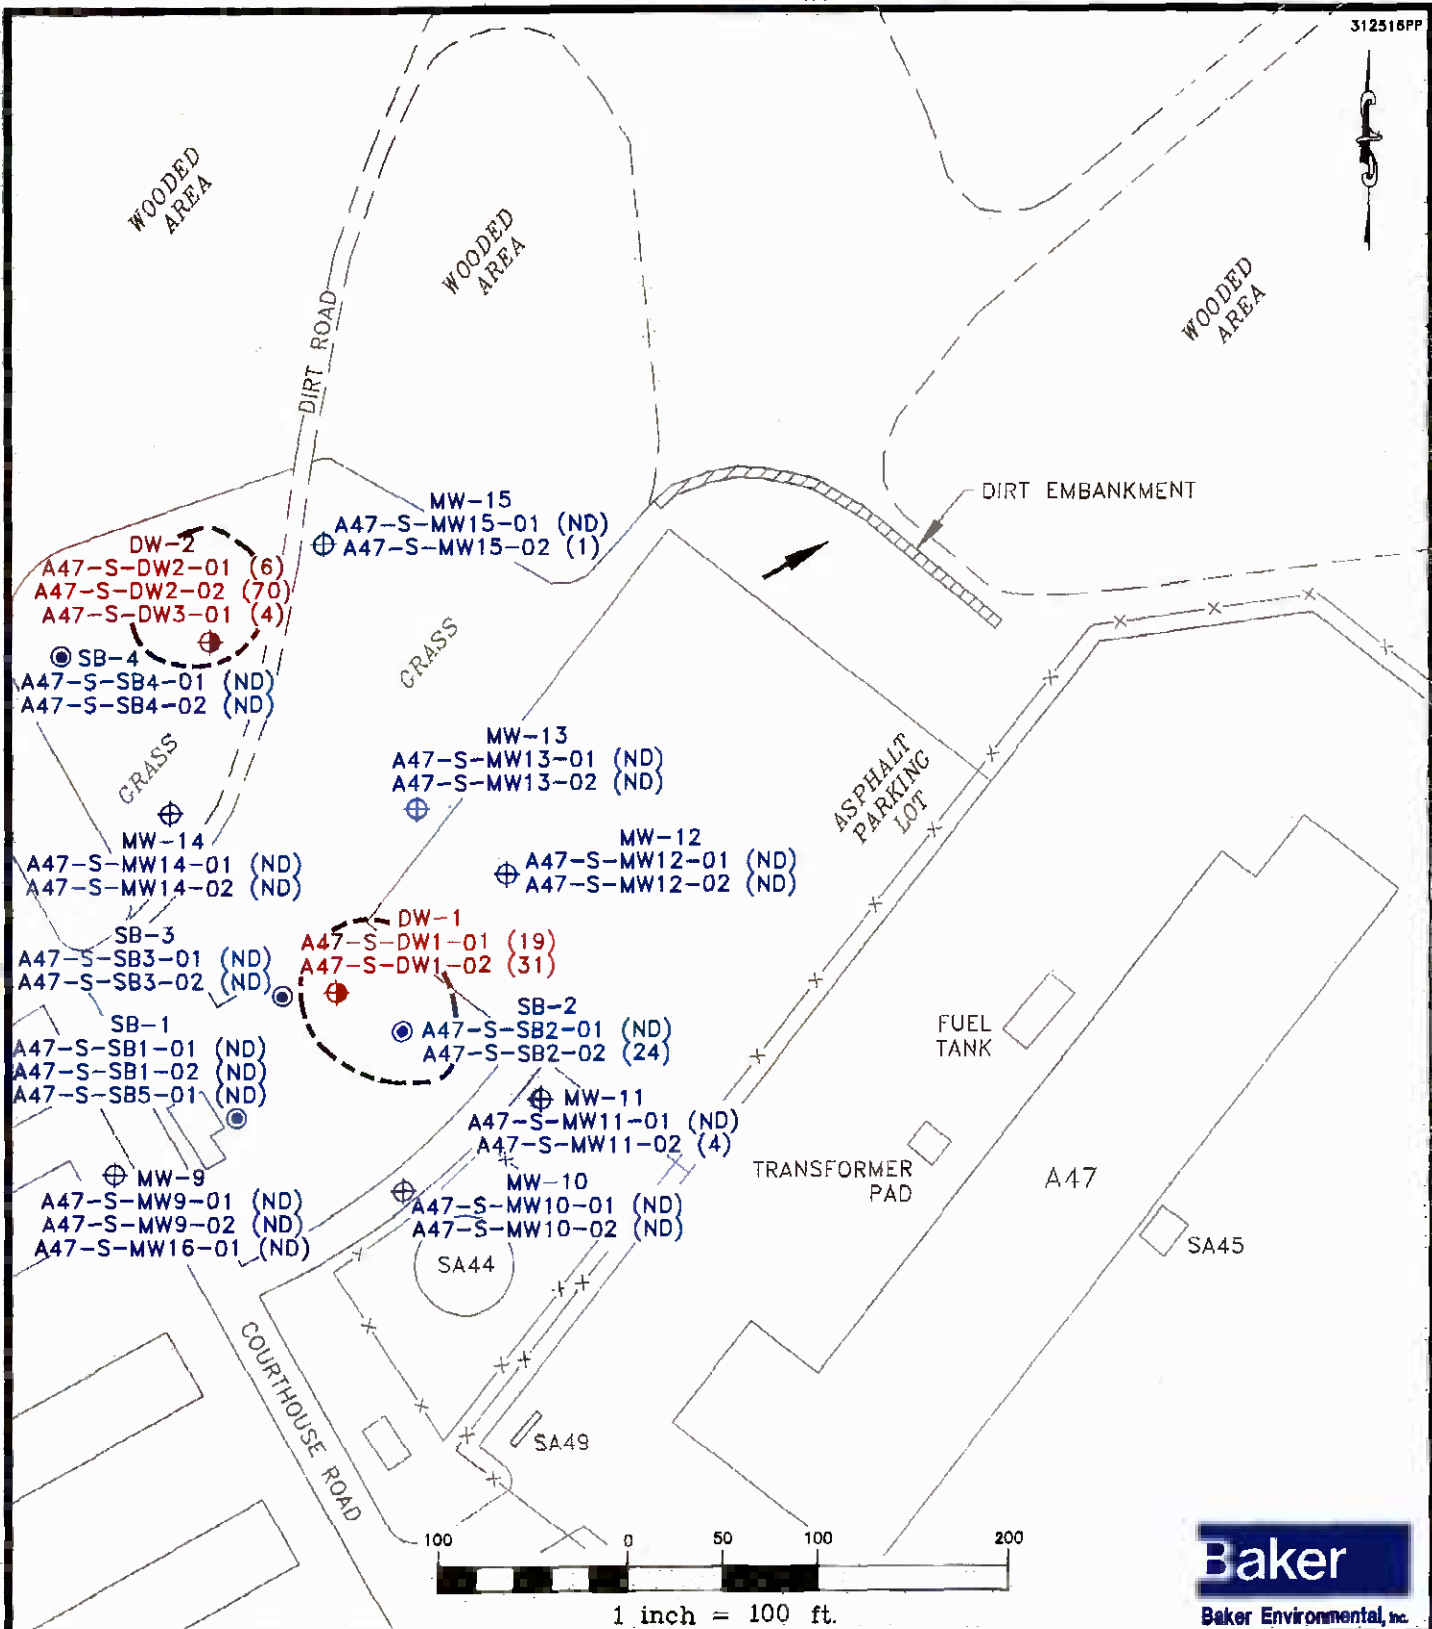 312516PP
WOODED
AREA
WOODED
AREA
WOODED
AREA
DIRT ROAD
DIRT EMBANKMENT
MW-15
A47-S-MW15-01 (ND)
A47-S-MW15-02 (1)
DW-2
A47-S-DW2-01 (6)
A47-S-DW2-02 (70)
A47-S-DW3-01 (4)
SB-4
A47-S-SB4-01 (ND)
A47-S-SB4-02 (ND)
GRASS
GRASS
MW-13
A47-S-MW13-01 (ND)
A47-S-MW13-02 (ND)
ASPHALT
PARKING
LOT
MW-14
A47-S-MW14-01 (ND)
A47-S-MW14-02 (ND)
MW-12
A47-S-MW12-01 (ND)
A47-S-MW12-02 (ND)
DW-1
A47-S-DW1-01 (19)
A47-S-DW1-02 (31)
SB-3
A47-S-SB3-01 (ND)
A47-S-SB3-02 (ND)
SB-2
A47-S-SB2-01 (ND)
A47-S-SB2-02 (24)
SB-1
A47-S-SB1-01 (ND)
A47-S-SB1-02 (ND)
A47-S-SB5-01 (ND)
FUEL
TANK
MW-11
A47-S-MW11-01 (ND)
A47-S-MW11-02 (4)
MW-10
A47-S-MW10-01 (ND)
A47-S-MW10-02 (ND)
MW-9
A47-S-MW9-01 (ND)
A47-S-MW9-02 (ND)
A47-S-MW16-01 (ND)
TRANSFORMER
PAD
A47
SA45
SA44
COURTHOUSE ROAD
SA49
100 0 50 100 200
1 inch = 100 ft.
Baker
Baker Environmental, Inc.